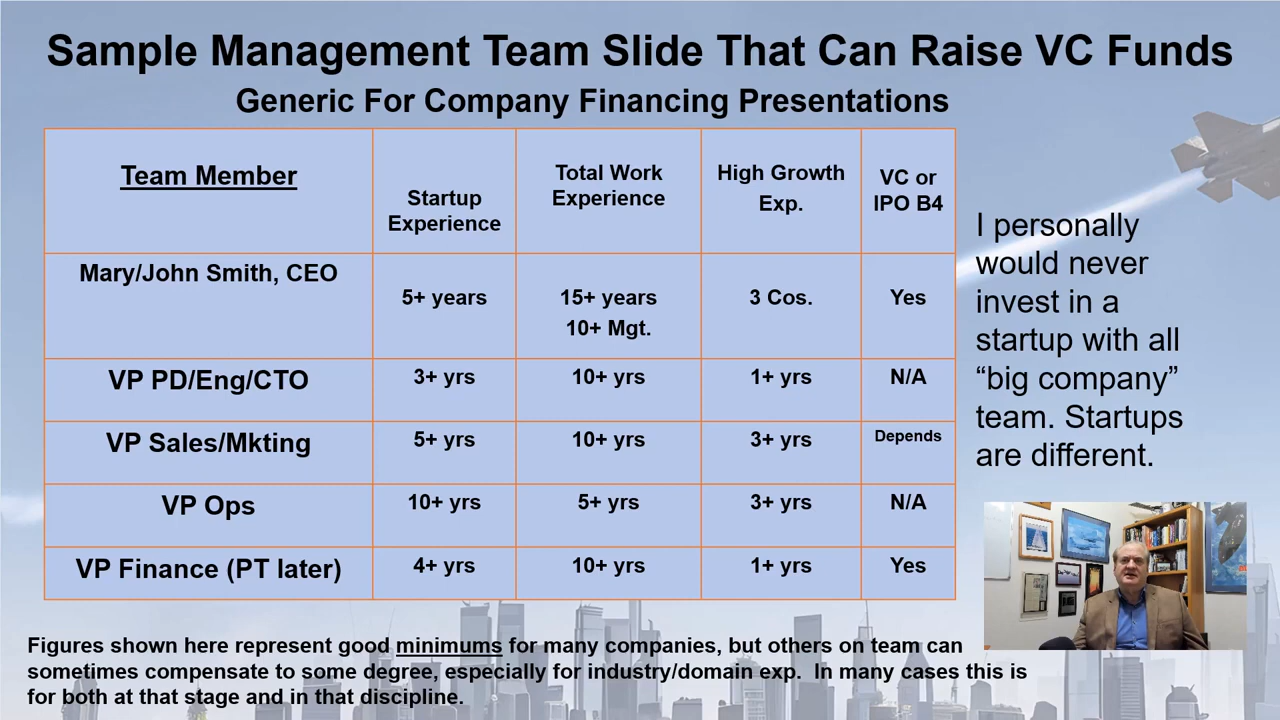 Sample Management Team Slide That Can Raise VC Funds
Generic For Company Financing Presentations
Team Member
Startup
Experience
Total Work
Experience
High Growth
Exp.
VC or
IPO B4
Mary/John Smith, CEO
5+ years
15+ years
10+ Mgt.
3 Cos.
Yes
VP PD/Eng/CTO
3+ yrs
10+ yrs
1+ yrs
N/A
VP Sales/Mkting
5+ yrs
10+ yrs
3+ yrs
Depends
VP Ops
10+ yrs
5+ yrs
3+ yrs
N/A
VP Finance (PT later)
4+ yrs
10+ yrs
1+ yrs
Yes
I personally
would never
invest in a
startup with all
“big company”
team. Startups
are different.
Figures shown here represent good minimums for many companies, but others on team can
sometimes compensate to some degree, especially for industry/domain exp.  In many cases this is
for both at that stage and in that discipline.